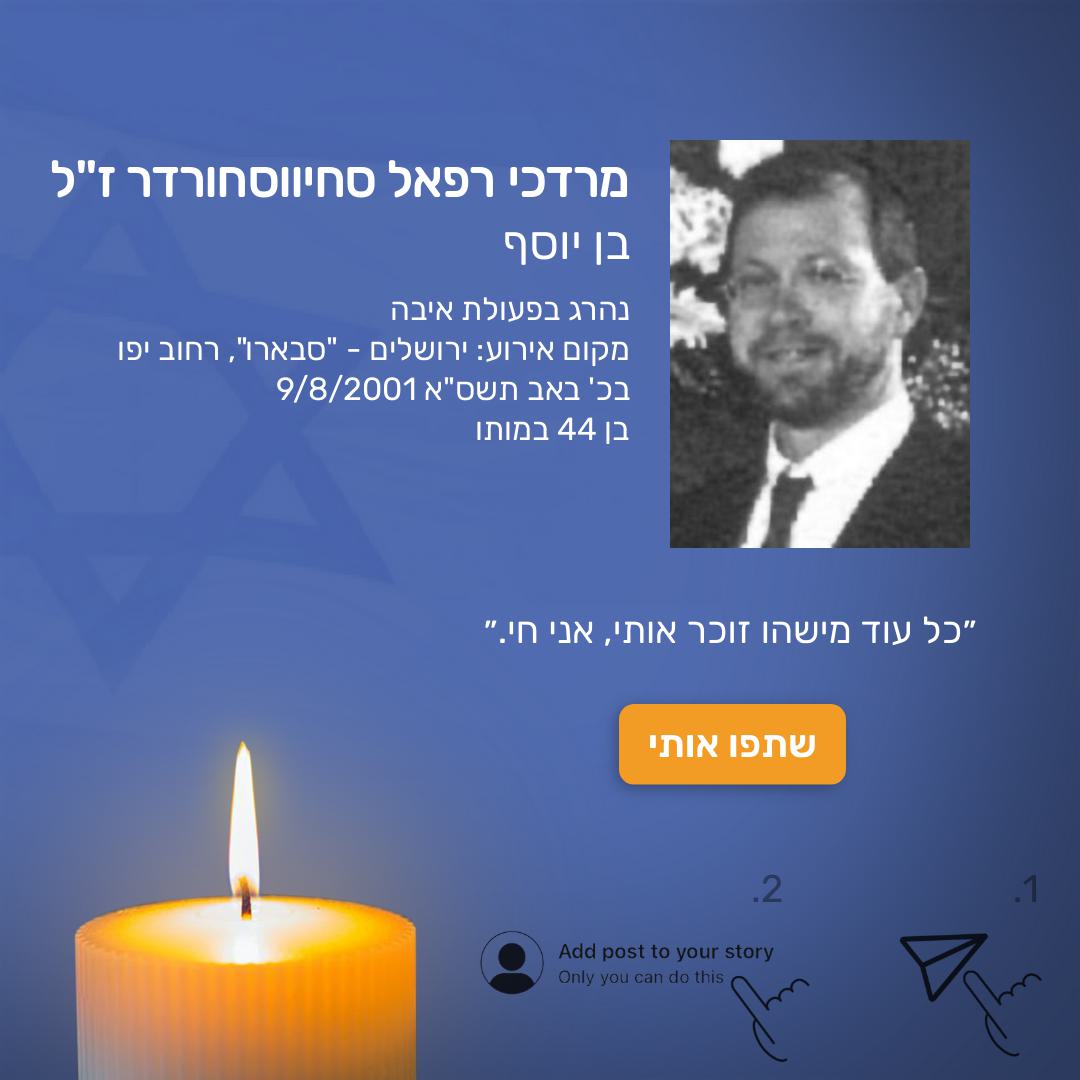 מרדכי רפאל סחיווסחורדר ז"ל
בן יוסף
נהרג בפעולת איבה
מקום אירוע: ירושלים - "סבארו", רחוב יפו
בכ' באב תשס"א 9/8/2001
בן 44 במותו
״כל עוד מישהו זוכר אותי, אני חי.״
שתפו אותי
.1
.2
Add post to your story
Only you can do this